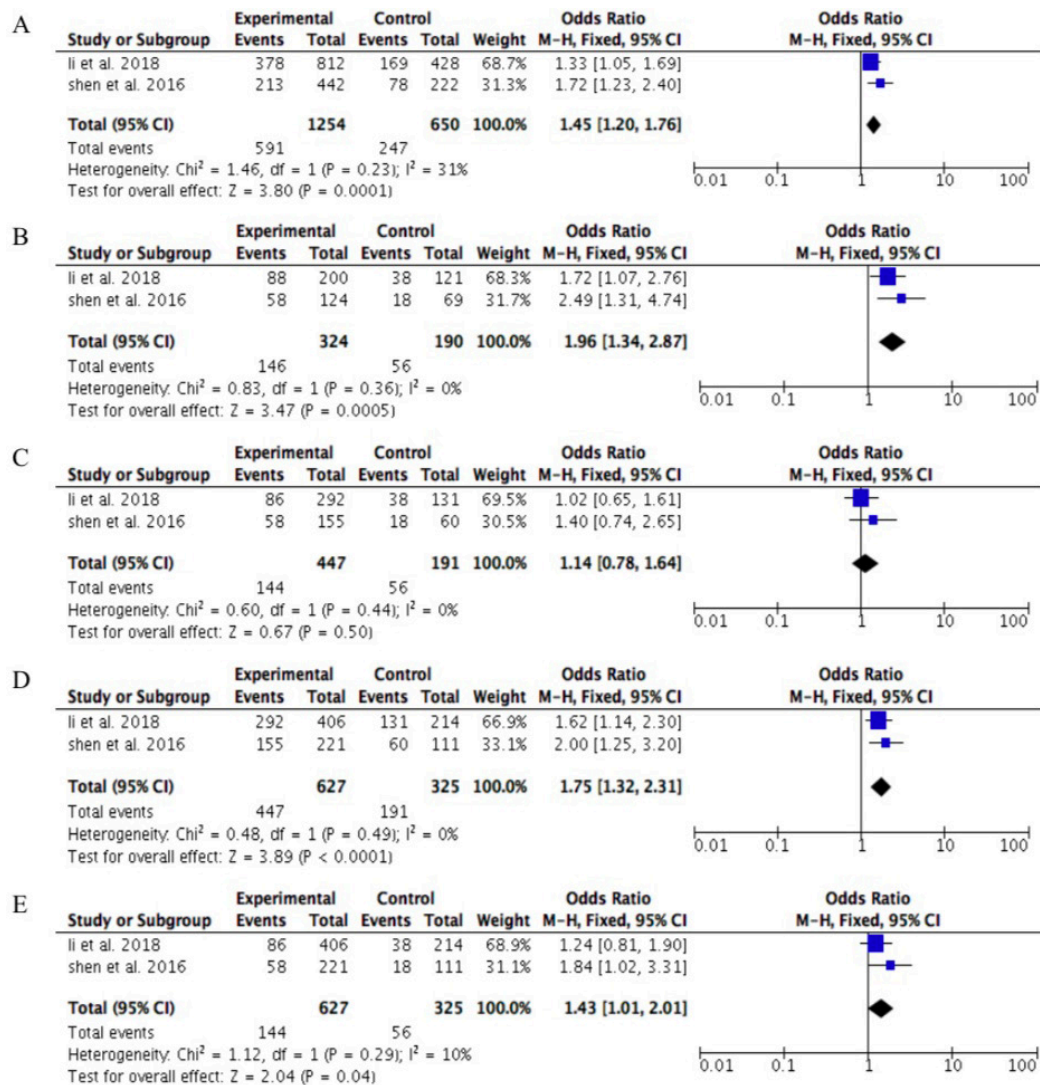 A
Experimental Control Odds Ratio Odds Ratio
Study or Subgroup Events Total Events Total Weight M-H, Fixed, 95% CI M-H, Fixed, 95% CI
li et al. 2018 378 812 169 428 68.7% 1.33 [1.05, 1.69]
shen et al. 2016 213 442 78 222 31.3% 1.72 [1.23, 2.40]
Total (95% CI) 1254 650 100.0% 1.45 [1.20, 1.76]
Total events 591 247
Heterogeneity: Chi² = 1.46, df = 1 (P = 0.23); I² = 31%
Test for overall effect: Z = 3.80 (P = 0.0001)
0.01 0.1 1 10 100
B
Experimental Control Odds Ratio Odds Ratio
Study or Subgroup Events Total Events Total Weight M-H, Fixed, 95% CI M-H, Fixed, 95% CI
li et al. 2018 88 200 38 121 68.3% 1.72 [1.07, 2.76]
shen et al. 2016 58 124 18 69 31.7% 2.49 [1.31, 4.74]
Total (95% CI) 324 190 100.0% 1.96 [1.34, 2.87]
Total events 146 56
Heterogeneity: Chi² = 0.83, df = 1 (P = 0.36); I² = 0%
Test for overall effect: Z = 3.47 (P = 0.0005)
0.01 0.1 1 10 100
C
Experimental Control Odds Ratio Odds Ratio
Study or Subgroup Events Total Events Total Weight M-H, Fixed, 95% CI M-H, Fixed, 95% CI
li et al. 2018 86 292 38 131 69.5% 1.02 [0.65, 1.61]
shen et al. 2016 58 155 18 60 30.5% 1.40 [0.74, 2.65]
Total (95% CI) 447 191 100.0% 1.14 [0.78, 1.64]
Total events 144 56
Heterogeneity: Chi² = 0.60, df = 1 (P = 0.44); I² = 0%
Test for overall effect: Z = 0.67 (P = 0.50)
0.01 0.1 1 10 100
D
Experimental Control Odds Ratio Odds Ratio
Study or Subgroup Events Total Events Total Weight M-H, Fixed, 95% CI M-H, Fixed, 95% CI
li et al. 2018 292 406 131 214 66.9% 1.62 [1.14, 2.30]
shen et al. 2016 155 221 60 111 33.1% 2.00 [1.25, 3.20]
Total (95% CI) 627 325 100.0% 1.75 [1.32, 2.31]
Total events 447 191
Heterogeneity: Chi² = 0.48, df = 1 (P = 0.49); I² = 0%
Test for overall effect: Z = 3.89 (P < 0.0001)
0.01 0.1 1 10 100
E
Experimental Control Odds Ratio Odds Ratio
Study or Subgroup Events Total Events Total Weight M-H, Fixed, 95% CI M-H, Fixed, 95% CI
li et al. 2018 86 406 38 214 68.9% 1.24 [0.81, 1.90]
shen et al. 2016 58 221 18 111 31.1% 1.84 [1.02, 3.31]
Total (95% CI) 627 325 100.0% 1.43 [1.01, 2.01]
Total events 144 56
Heterogeneity: Chi² = 1.12, df = 1 (P = 0.29); I² = 10%
Test for overall effect: Z = 2.04 (P = 0.04)
0.01 0.1 1 10 100